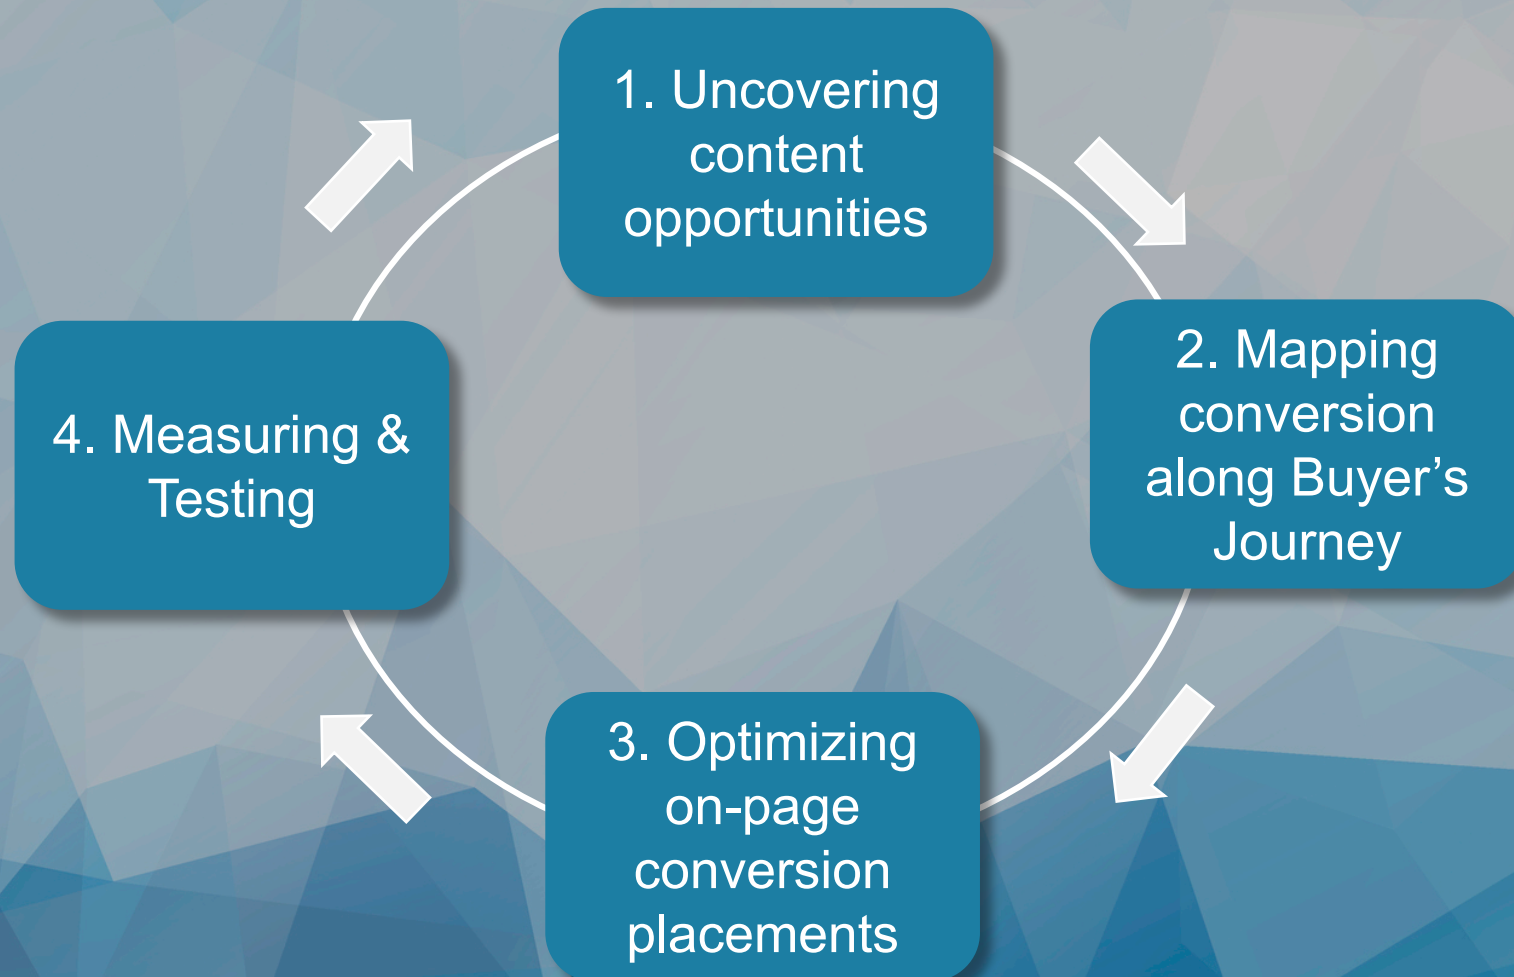 1. Uncovering
content
opportunities
2. Mapping
conversion
along Buyer’s
Journey
3. Optimizing
on-page
conversion
placements
4. Measuring &
Testing